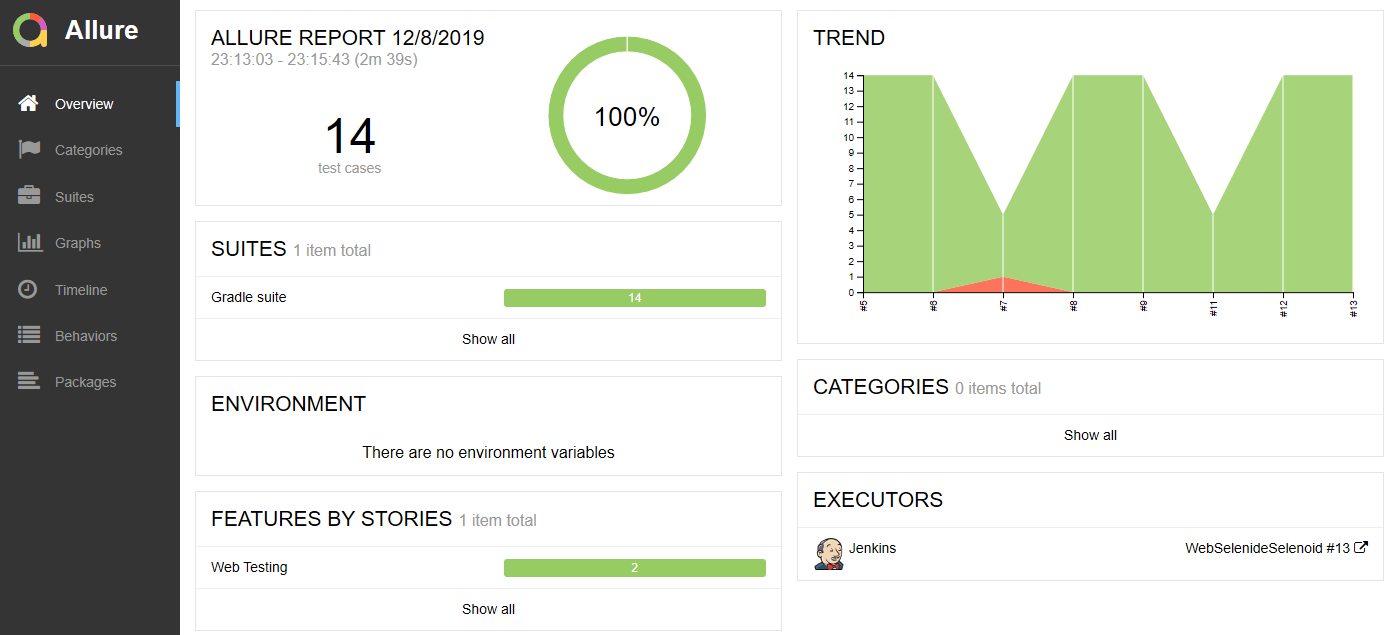 Allure
Overview
Categories
Suites
Graphs
Timeline
Behaviors
Packages
ALLURE REPORT 12/8/2019
23:13:03 - 23:15:43 (2m 39s)
14
test cases
100%
SUITES 1 item total
Gradle suite 14
Show all
ENVIRONMENT
There are no environment variables
FEATURES BY STORIES 1 item total
Web Testing 2
Show all
TREND
14
13
12
11
10
9
8
7
6
5
4
3
2
1
0
#5 #6 #7 #8 #9 #11 #12 #13
CATEGORIES 0 items total
Show all
EXECUTORS
Jenkins WebSelenideSelenoid #13